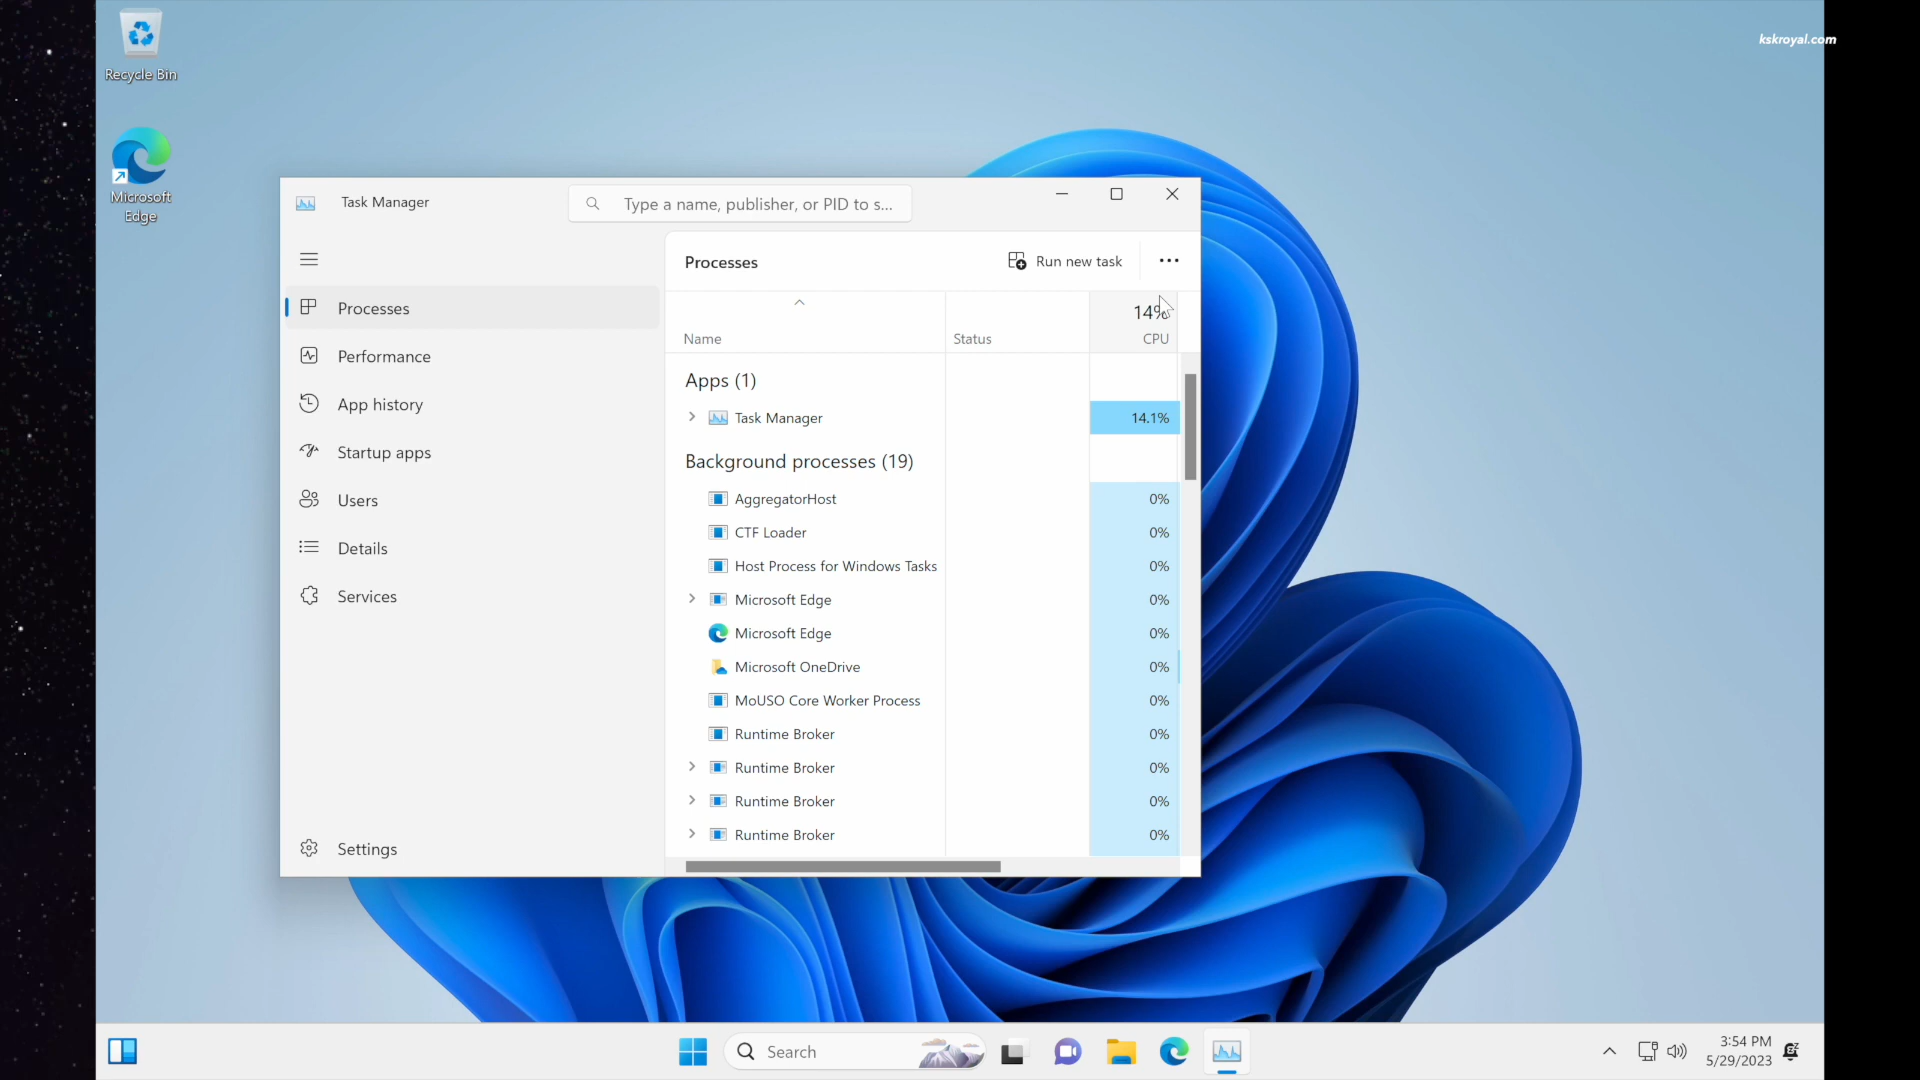 Recycle Bin
kskroyal.com
Microsoft
Edge
Task Manager
Type a name, publisher, or PID to s...
Processes
Run new task
Processes
Performance
App history
Startup apps
Users
Details
Services
Settings
14%
Name
Status
CPU
Apps (1)
Task Manager
14.1%
Background processes (19)
AggregatorHost
0%
CTF Loader
0%
Host Process for Windows Tasks
0%
Microsoft Edge
0%
Microsoft Edge
0%
Microsoft OneDrive
0%
MoUSO Core Worker Process
0%
Runtime Broker
0%
Runtime Broker
0%
Runtime Broker
0%
Runtime Broker
0%
Search
3:54 PM
5/29/2023